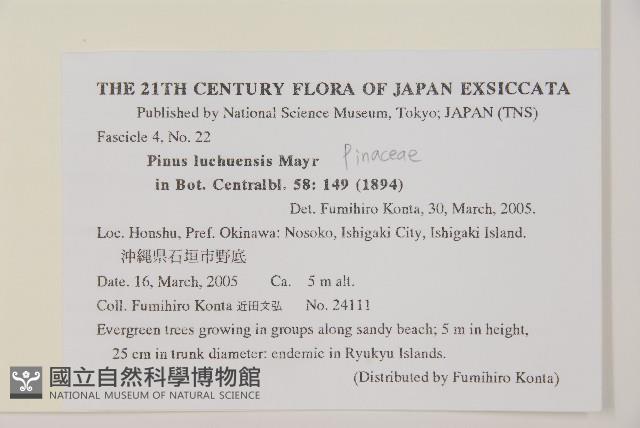 THE 21TH CENTURY FLORA OF JAPAN EXSICCATA
Published by National Science Museum, Tokyo; JAPAN (TNS)
Fascicle 4, No. 22
Pinus luchuensis Mayr Pinaceae
in Bot. Centralbl. 58: 149 (1894)
Det. Fumihiro Konta, 30, March, 2005.
Loc. Honshu, Pref. Okinawa: Nosoko, Ishigaki City, Ishigaki Island.
沖縄県石垣市野底
Date. 16, March, 2005 Ca. 5 m alt.
Coll. Fumihiro Konta 近田文弘 No. 24111
Evergreen trees growing in groups along sandy beach; 5 m in height,
25 cm in trunk diameter: endemic in Ryukyu Islands.
(Distributed by Fumihiro Konta)
國立自然科學博物館
NATIONAL MUSEUM OF NATURAL SCIENCE